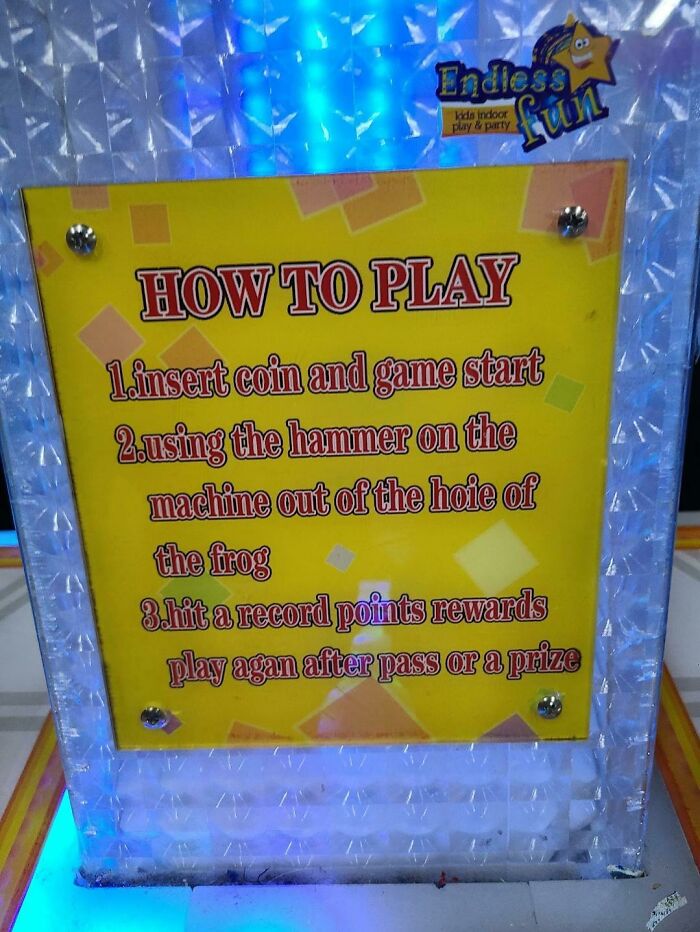 Endless
fun
kids indoor
play & party
HOW TO PLAY
1.insert coin and game start
2.using the hammer on the
machine out of the hoie of
the frog
3.hit a record points rewards
play agan after pass or a prize